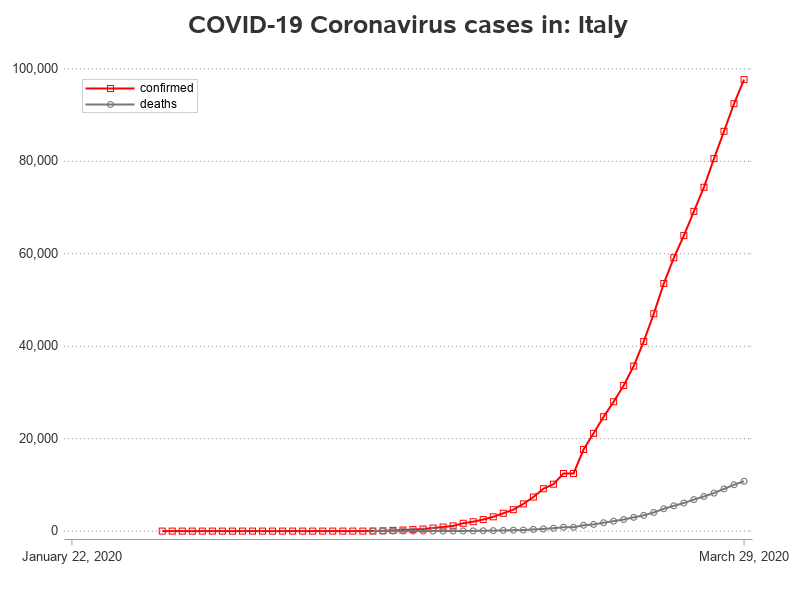 COVID-19 Coronavirus cases in: Italy
100,000
confirmed
deaths
80,000
60,000
40,000
20,000
0
January 22, 2020
March 29, 2020